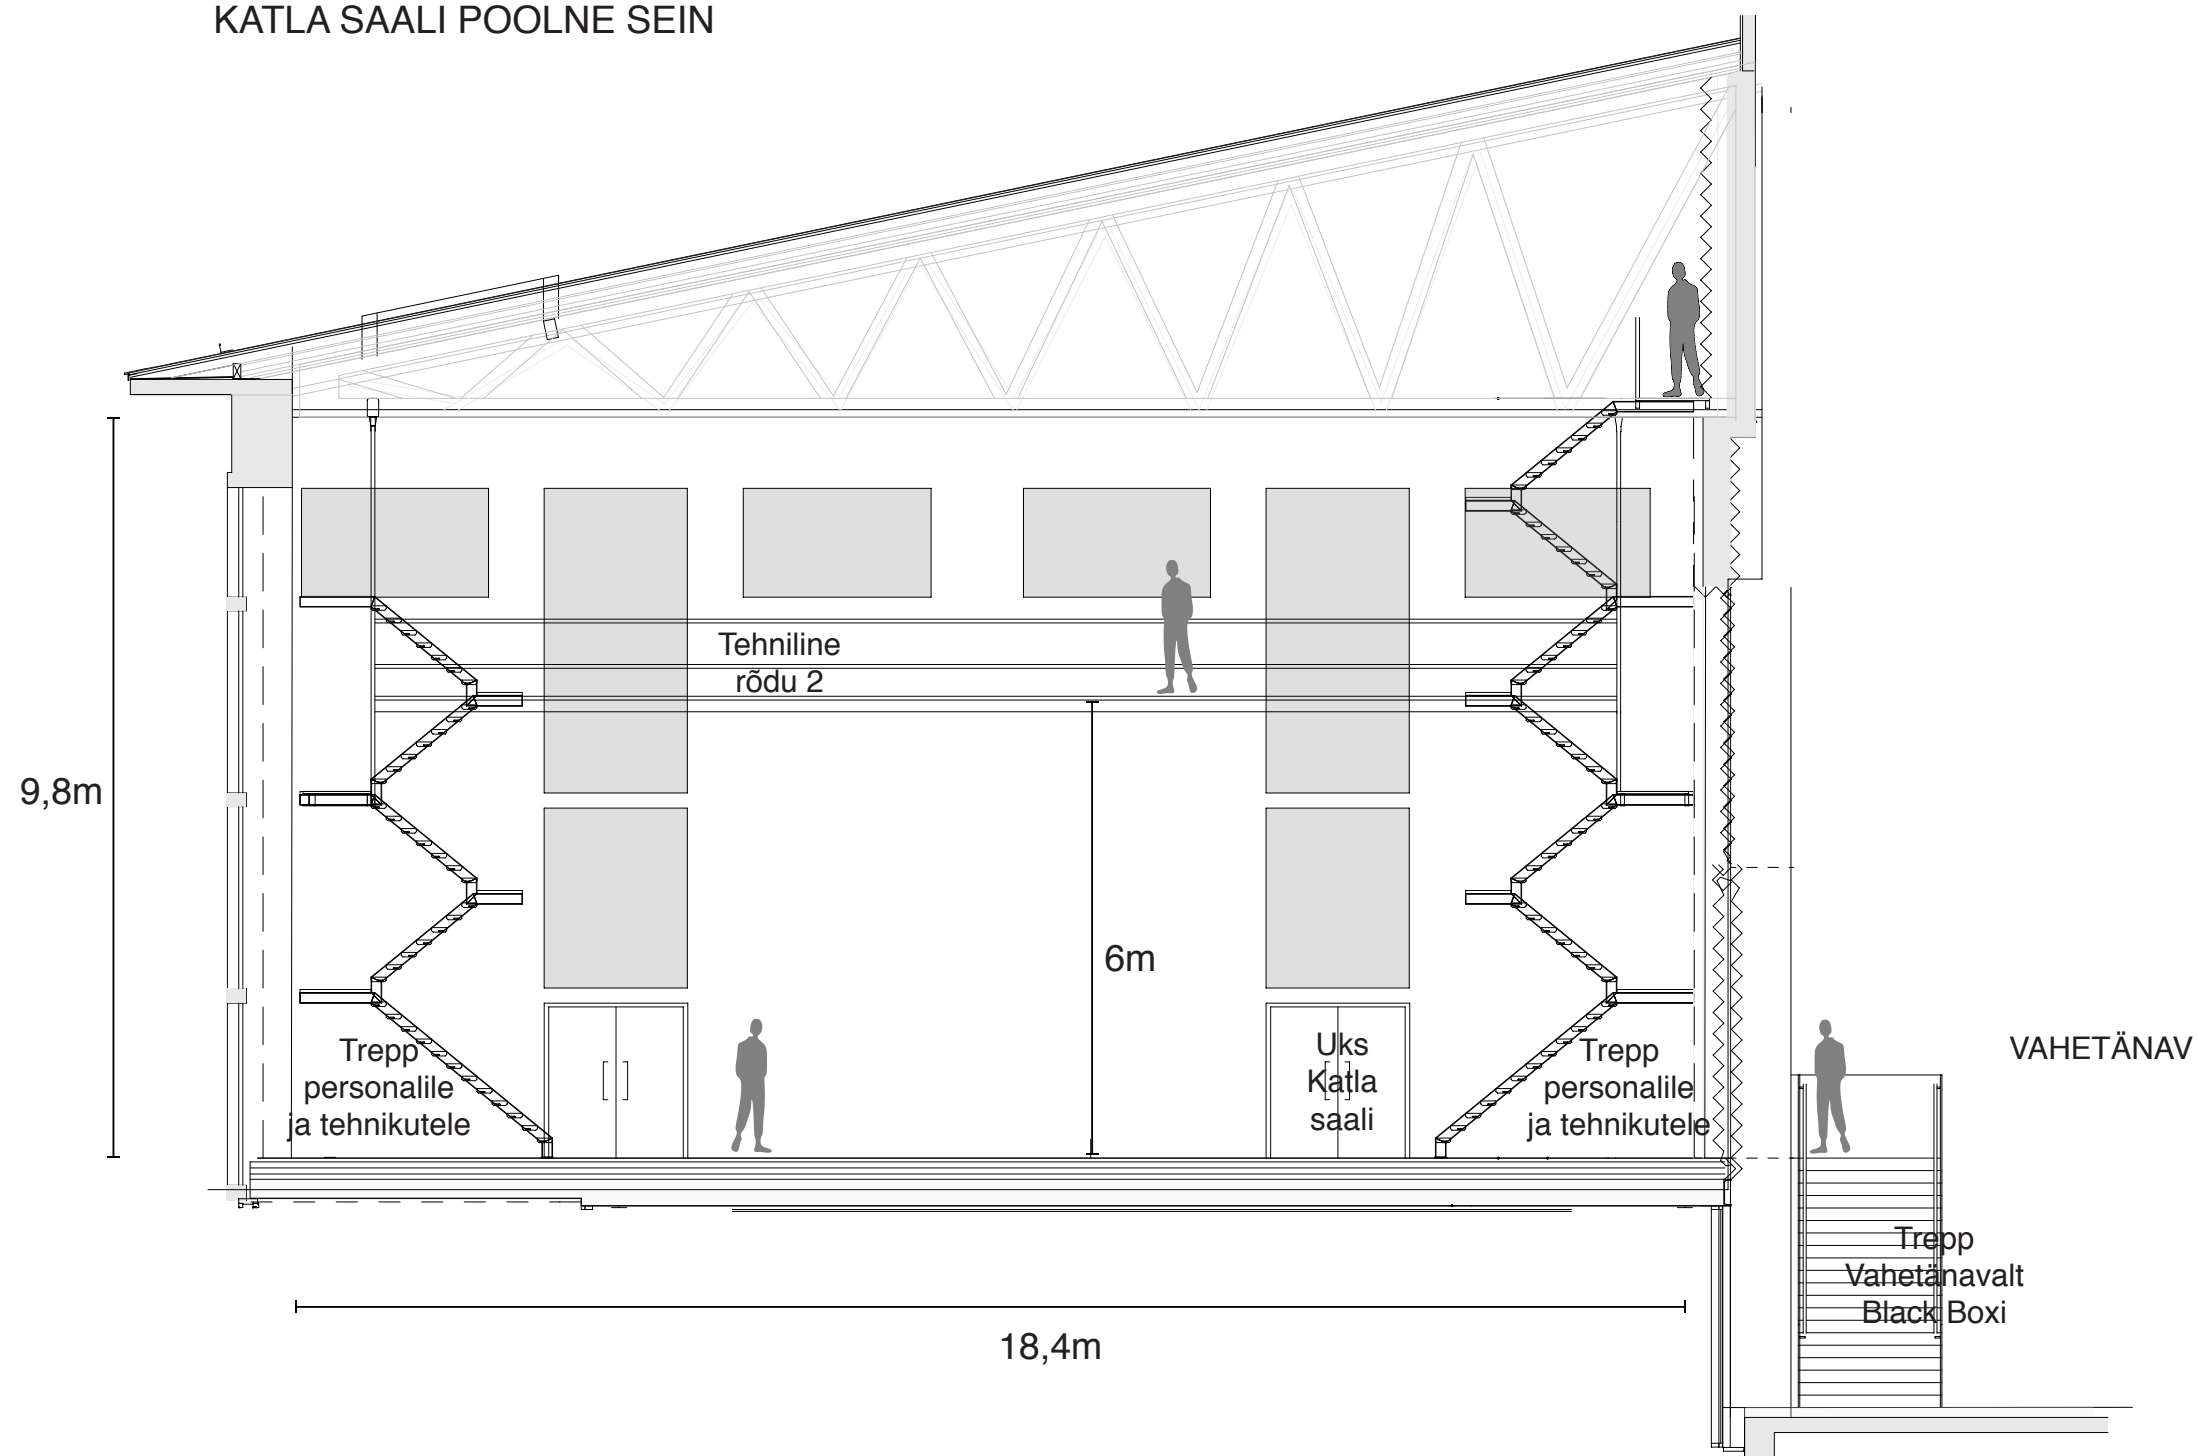 KATLA SAALI POOLNE SEIN
Tehniline
rõdu 2
9,8m
6m
Trepp
personalile
ja tehnikutele
Uks
Katla
saali
Trepp
personalile
ja tehnikutele
VAHETÄNAV
Trepp
Vahetänavalt
Black Boxi
18,4m